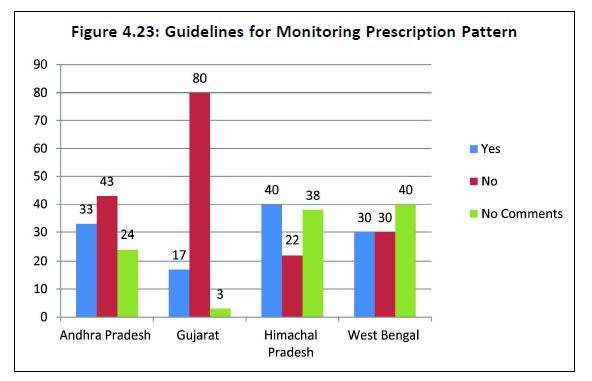 Figure 4.23: Guidelines for Monitoring Prescription Pattern
90
80
70
60
50
40
30
20
10
0
33
43
24
17
80
3
40
22
38
30
30
40
Andhra Pradesh
Gujarat
Himachal
Pradesh
West Bengal
Yes
No
No Comments